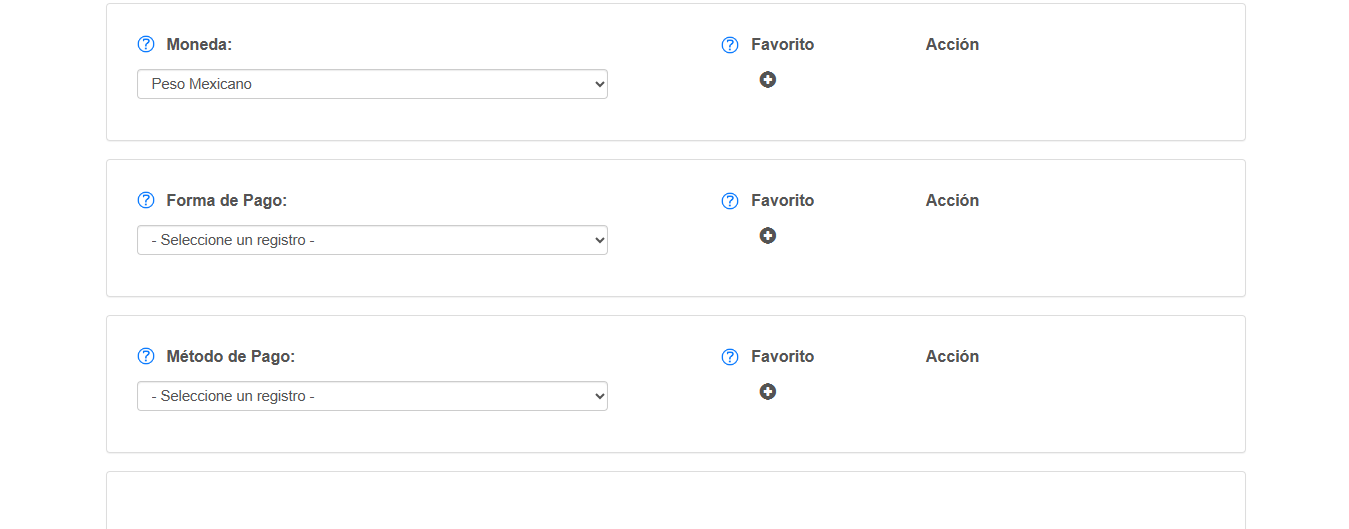 Moneda: Favorito Acción
Peso Mexicano
Forma de Pago: Favorito Acción
- Seleccione un registro -
Método de Pago: Favorito Acción
- Seleccione un registro -